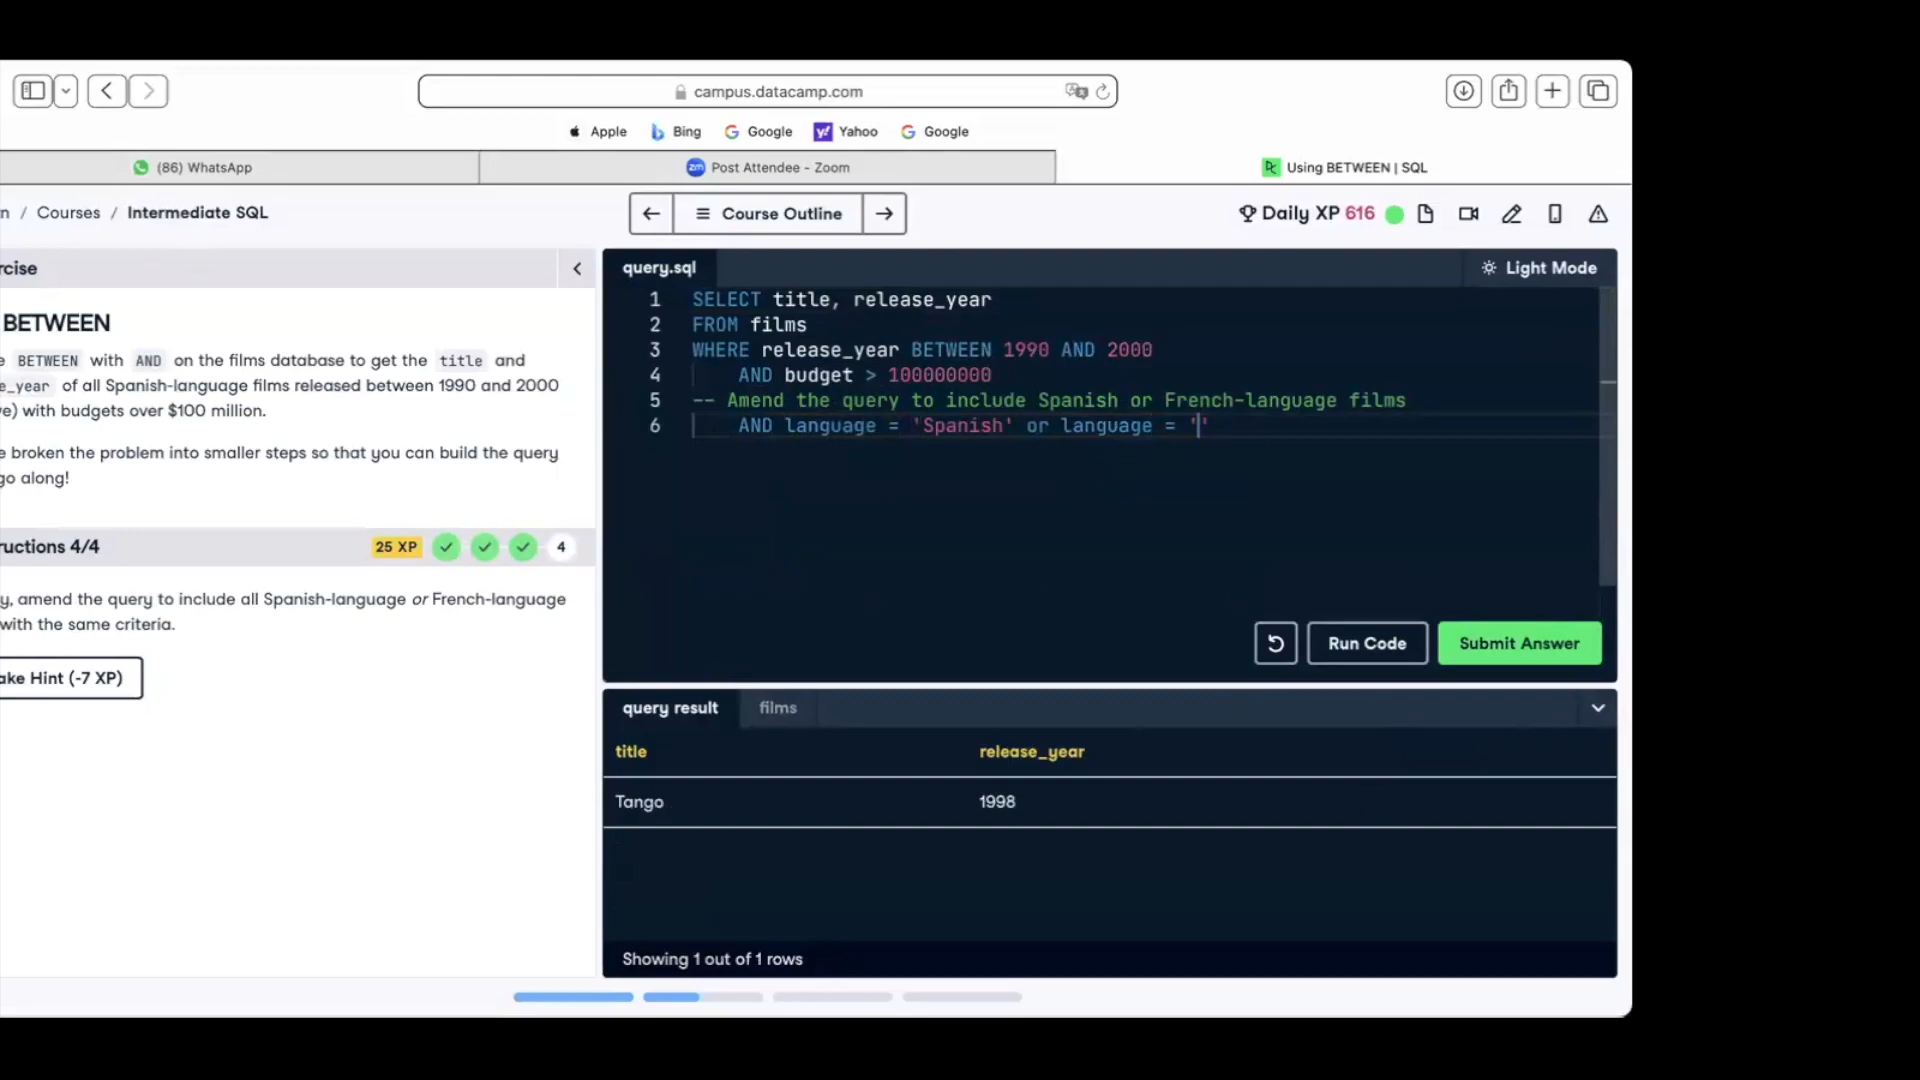 campus.datacamp.com
Apple Bing Google Yahoo Google
(86) WhatsApp
zm Post Attendee - Zoom
Using BETWEEN | SQL
n / Courses / Intermediate SQL
Course Outline
Daily XP 616
rcise
BETWEEN
e BETWEEN with AND on the films database to get the title and
e_year of all Spanish-language films released between 1990 and 2000
ve) with budgets over $100 million.
e broken the problem into smaller steps so that you can build the query
go along!
ructions 4/4
25 XP
4
y, amend the query to include all Spanish-language or French-language
with the same criteria.
ake Hint (-7 XP)
query.sql
Light Mode
1 SELECT title, release_year
2 FROM films
3 WHERE release_year BETWEEN 1990 AND 2000
4 AND budget > 100000000
5 -- Amend the query to include Spanish or French-language films
6 AND language = 'Spanish' or language = ''
Run Code
Submit Answer
query result
films
title release_year
Tango 1998
Showing 1 out of 1 rows